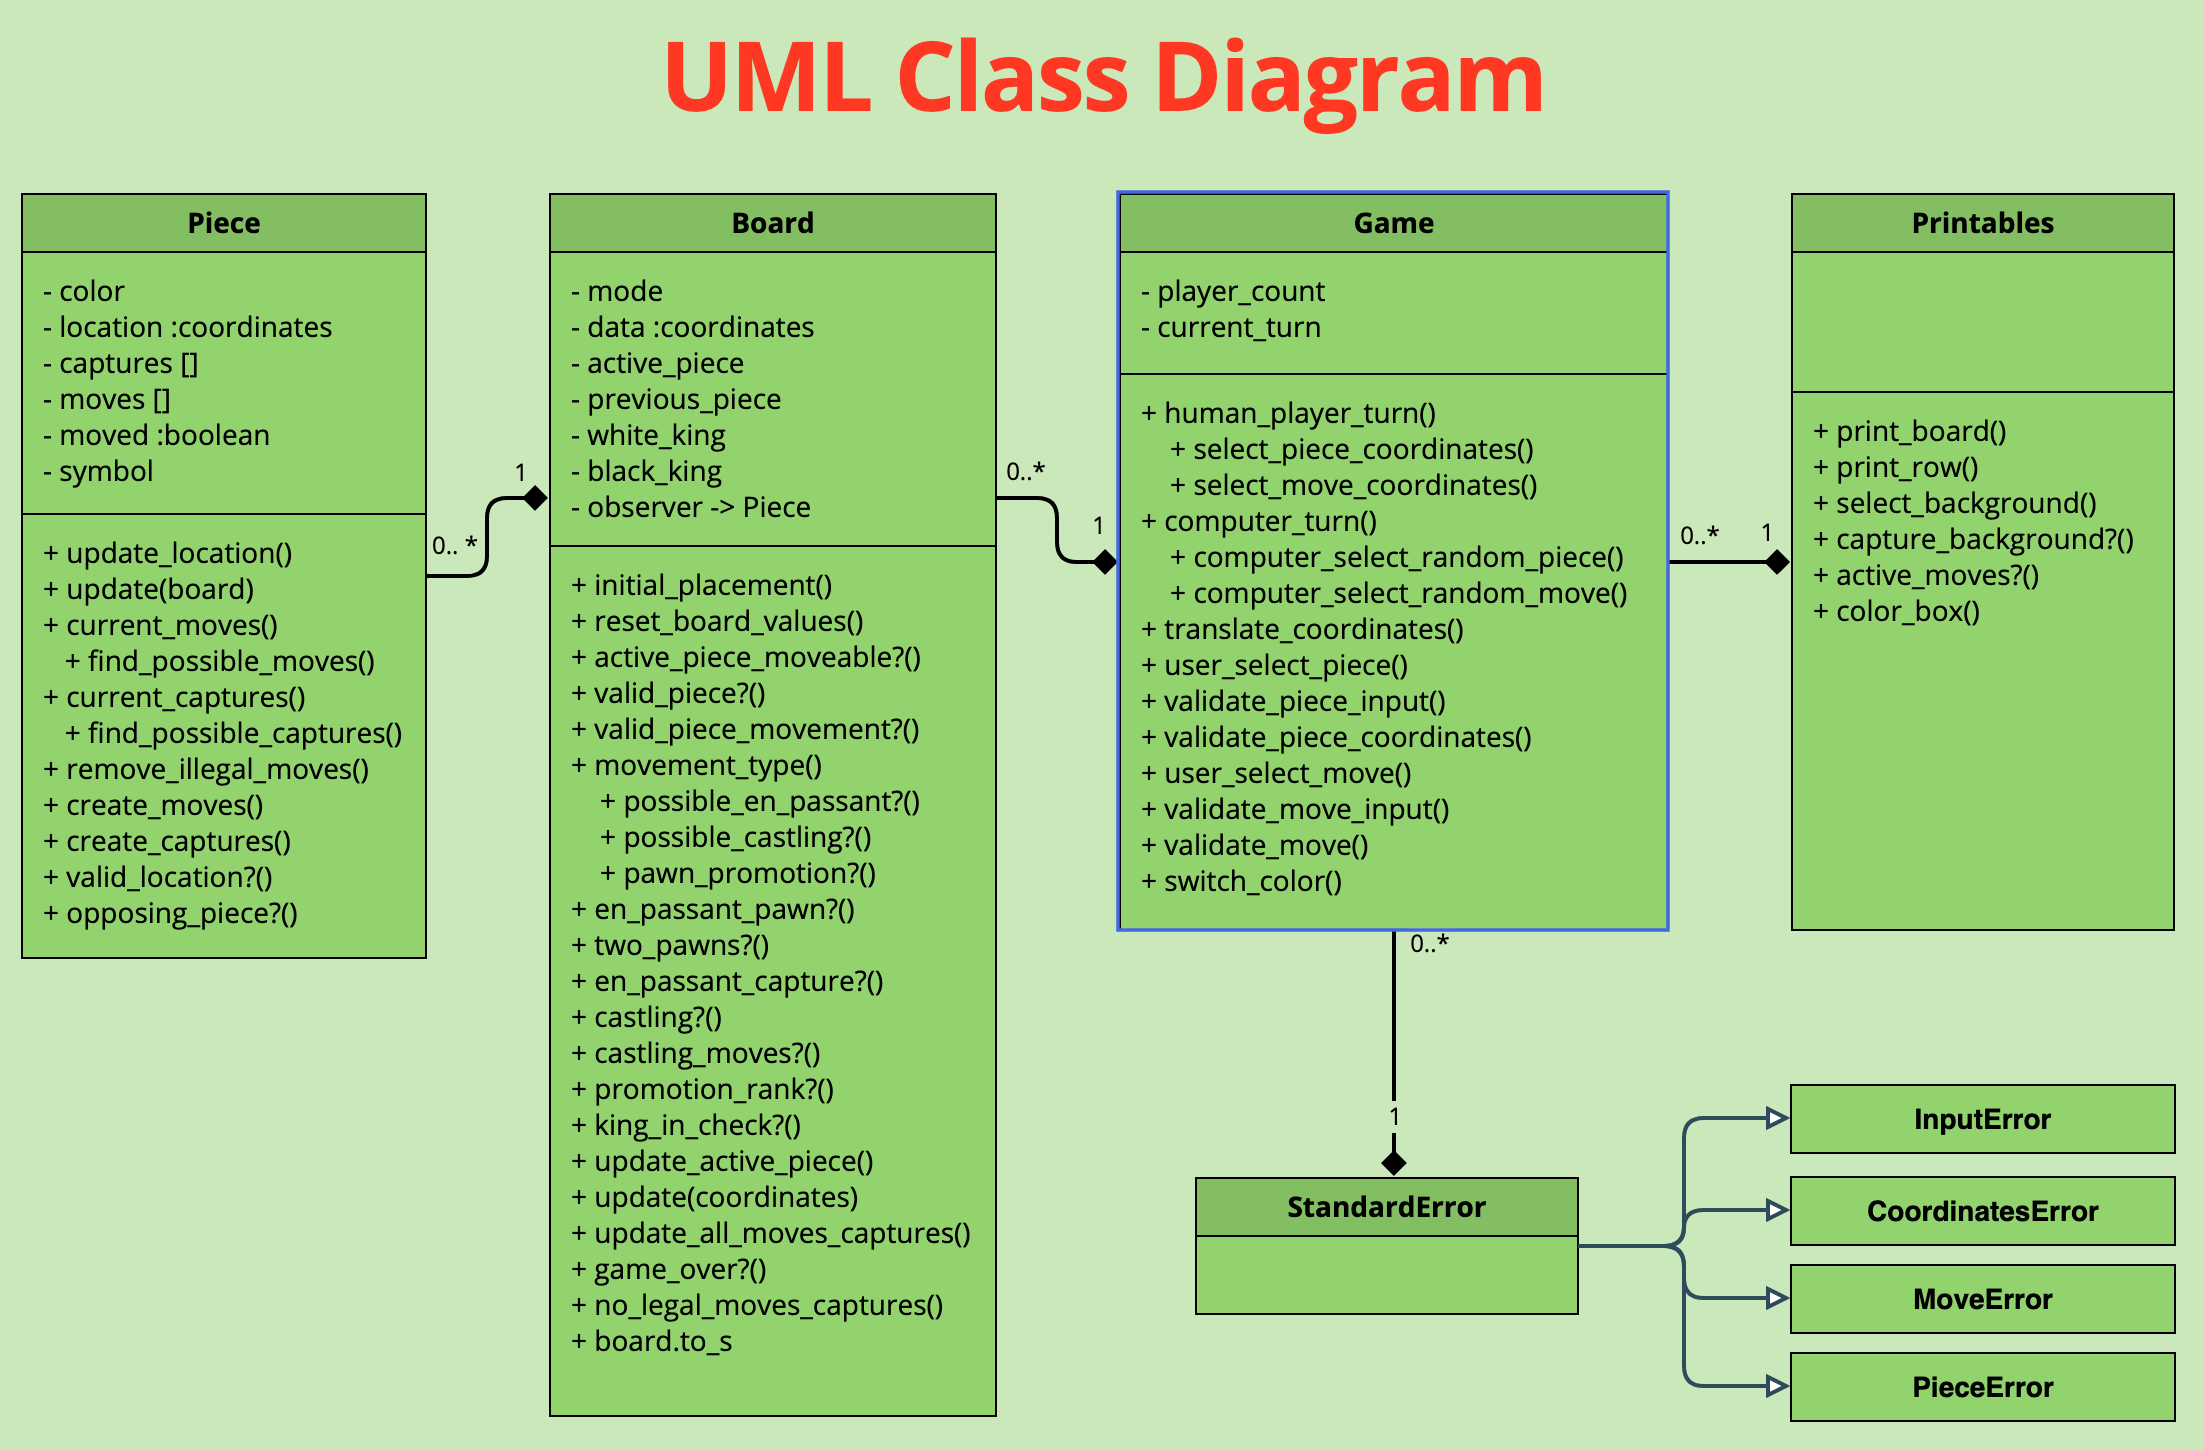 UML Class Diagram
Piece
- color
- location :coordinates
- captures []
- moves []
- moved :boolean
- symbol
+ update_location()
+ update(board)
+ current_moves()
+ find_possible_moves()
+ current_captures()
+ find_possible_captures()
+ remove_illegal_moves()
+ create_moves()
+ create_captures()
+ valid_location?()
+ opposing_piece?()
0.. *
1
Board
- mode
- data :coordinates
- active_piece
- previous_piece
- white_king
- black_king
- observer -> Piece
+ initial_placement()
+ reset_board_values()
+ active_piece_moveable?()
+ valid_piece?()
+ valid_piece_movement?()
+ movement_type()
+ possible_en_passant?()
+ possible_castling?()
+ pawn_promotion?()
+ en_passant_pawn?()
+ two_pawns?()
+ en_passant_capture?()
+ castling?()
+ castling_moves?()
+ promotion_rank?()
+ king_in_check?()
+ update_active_piece()
+ update(coordinates)
+ update_all_moves_captures()
+ game_over?()
+ no_legal_moves_captures()
+ board.to_s
0..*
1
Game
- player_count
- current_turn
+ human_player_turn()
+ select_piece_coordinates()
+ select_move_coordinates()
+ computer_turn()
+ computer_select_random_piece()
+ computer_select_random_move()
+ translate_coordinates()
+ user_select_piece()
+ validate_piece_input()
+ validate_piece_coordinates()
+ user_select_move()
+ validate_move_input()
+ validate_move()
+ switch_color()
0..*
1
Printables
+ print_board()
+ print_row()
+ select_background()
+ capture_background?()
+ active_moves?()
+ color_box()
0..*
1
StandardError
InputError
CoordinatesError
MoveError
PieceError